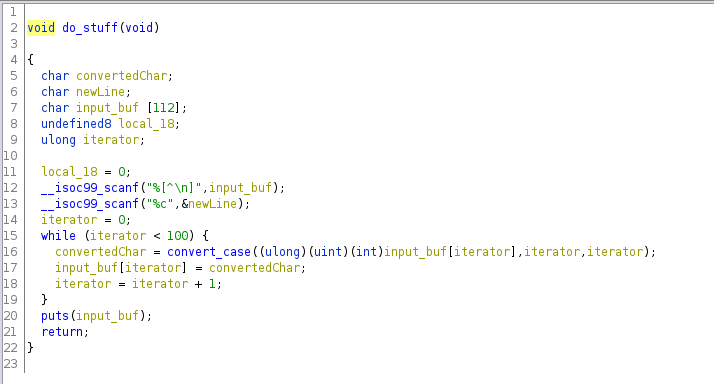 1
2 void do_stuff(void)
3
4 {
5 char convertedChar;
6 char newLine;
7 char input_buf [112];
8 undefined8 local_18;
9 ulong iterator;
10
11 local_18 = 0;
12 __isoc99_scanf("%[^\n]",input_buf);
13 __isoc99_scanf("%c",&newLine);
14 iterator = 0;
15 while (iterator < 100) {
16 convertedChar = convert_case((ulong)(uint)(int)input_buf[iterator],iterator,iterator);
17 input_buf[iterator] = convertedChar;
18 iterator = iterator + 1;
19 }
20 puts(input_buf);
21 return;
22 }
23